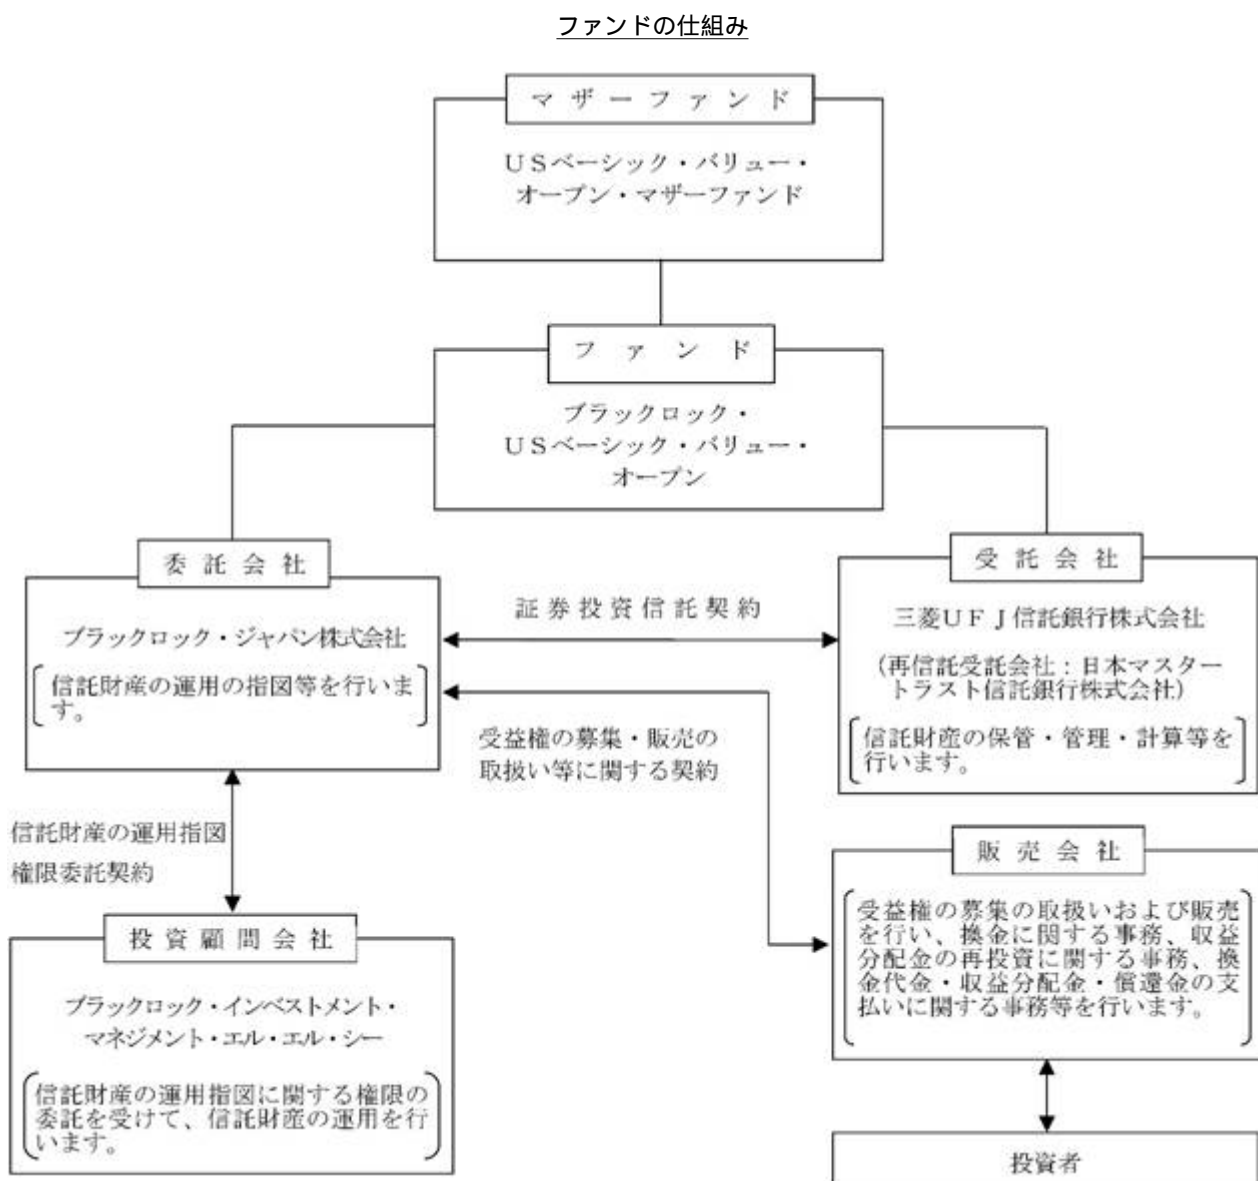 ファンドの仕組み
マザーファンド
USベーシック・バリュー・
オープン・マザーファンド
ファンド
ブラックロック・
USベーシック・バリュー・
オープン
委託会社
ブラックロック・ジャパン株式会社
信託財産の運用の指図等を行いま
す。
証券投資信託契約
受託会社
三菱UFJ信託銀行株式会社
(再信託受託会社:日本マスター
トラスト信託銀行株式会社)
信託財産の保管・管理・計算等を
行います。
受益権の募集・販売の
取扱い等に関する契約
信託財産の運用指図
権限委託契約
販売会社
受益権の募集の取扱いおよび販売
を行い、換金に関する事務、収益
分配金の再投資に関する事務、換
金代金・収益分配金・償還金の支
払いに関する事務等を行います。
投資顧問会社
ブラックロック・インベストメント・
マネジメント・エル・エル・シー
信託財産の運用指図に関する権限の
委託を受けて、信託財産の運用を行
います。
投資者